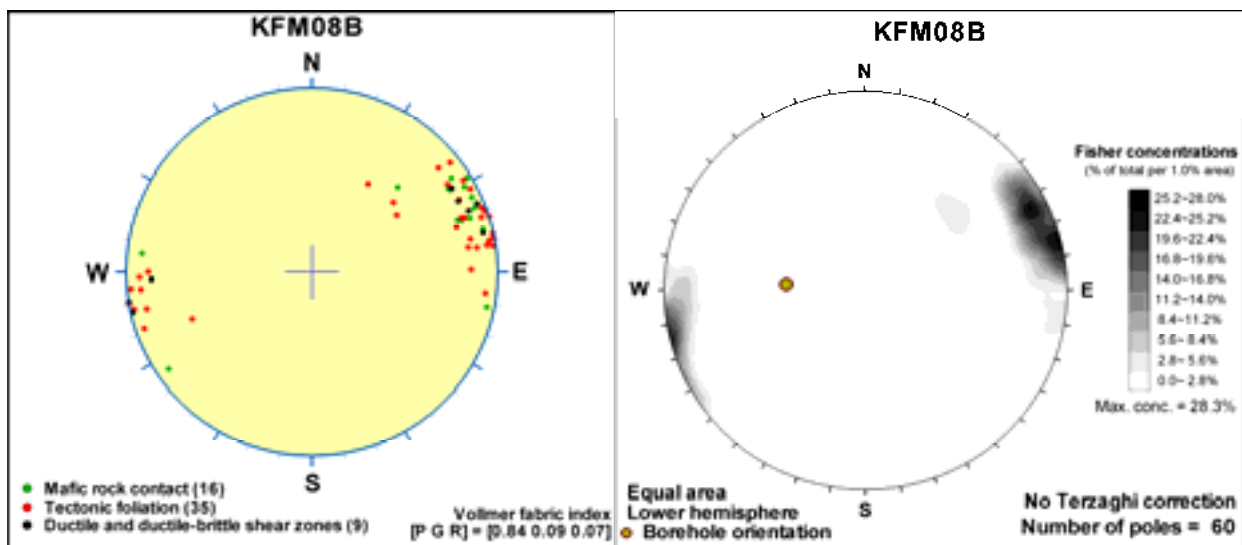 KFM08B
N
W
E
S
Mafic rock contact (16)
Tectonic foliation (35)
Ductile and ductile-brittle shear zones (9)
Vollmer fabric index
[P G R] = [0.84 0.09 0.07]
KFM08B
N
W
E
S
Fisher concentrations
(% of total per 1.0% area)
25.2~28.0%
22.4~25.2%
19.6~22.4%
16.8~19.6%
14.0~16.8%
11.2~14.0%
8.4~11.2%
5.6~8.4%
2.8~5.6%
0.0~2.8%
Max. conc. = 28.3%
Equal area
Lower hemisphere
Borehole orientation
No Terzaghi correction
Number of poles = 60